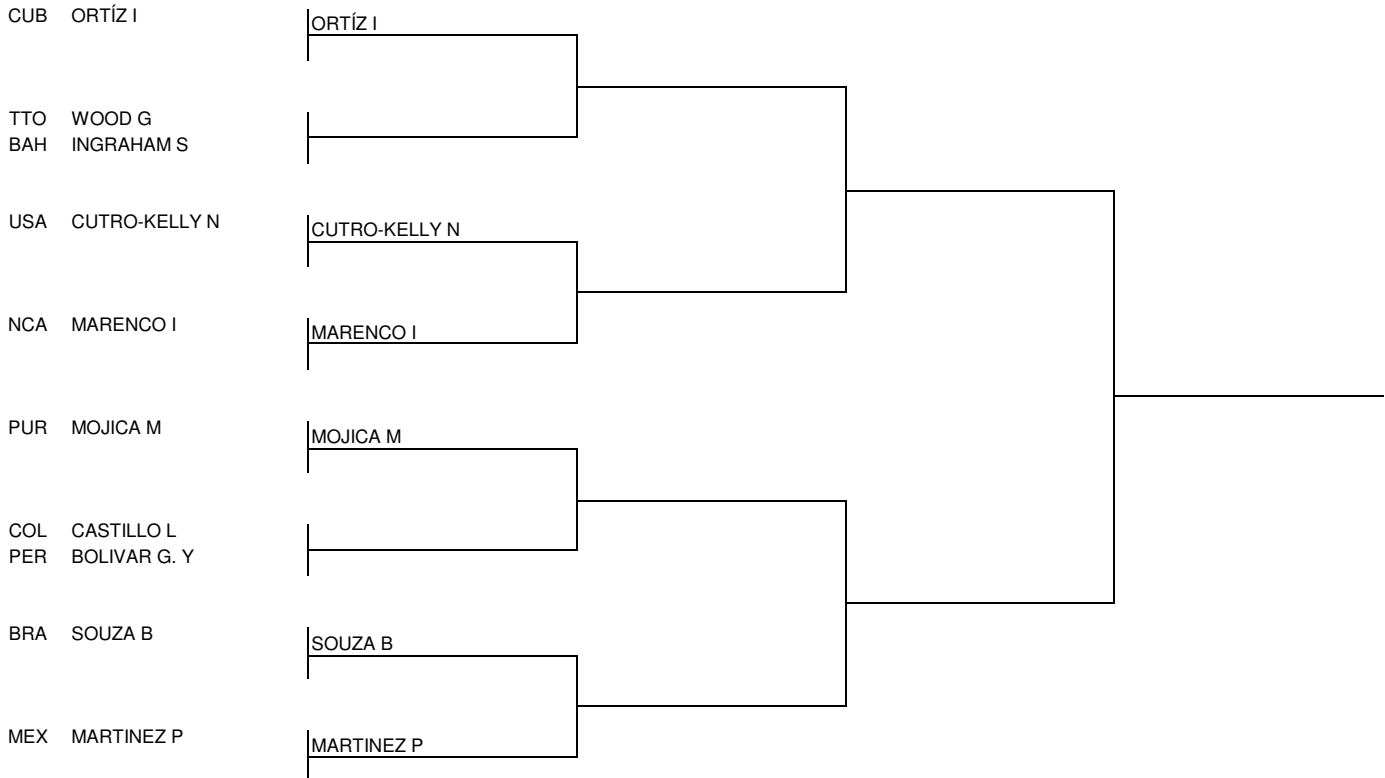 CUB ORTÍZ I
ORTÍZ I
TTO WOOD G
BAH INGRAHAM S
USA CUTRO-KELLY N
CUTRO-KELLY N
NCA MARENCO I
MARENCO I
PUR MOJICA M
MOJICA M
COL CASTILLO L
PER BOLIVAR G. Y
BRA SOUZA B
SOUZA B
MEX MARTINEZ P
MARTINEZ P